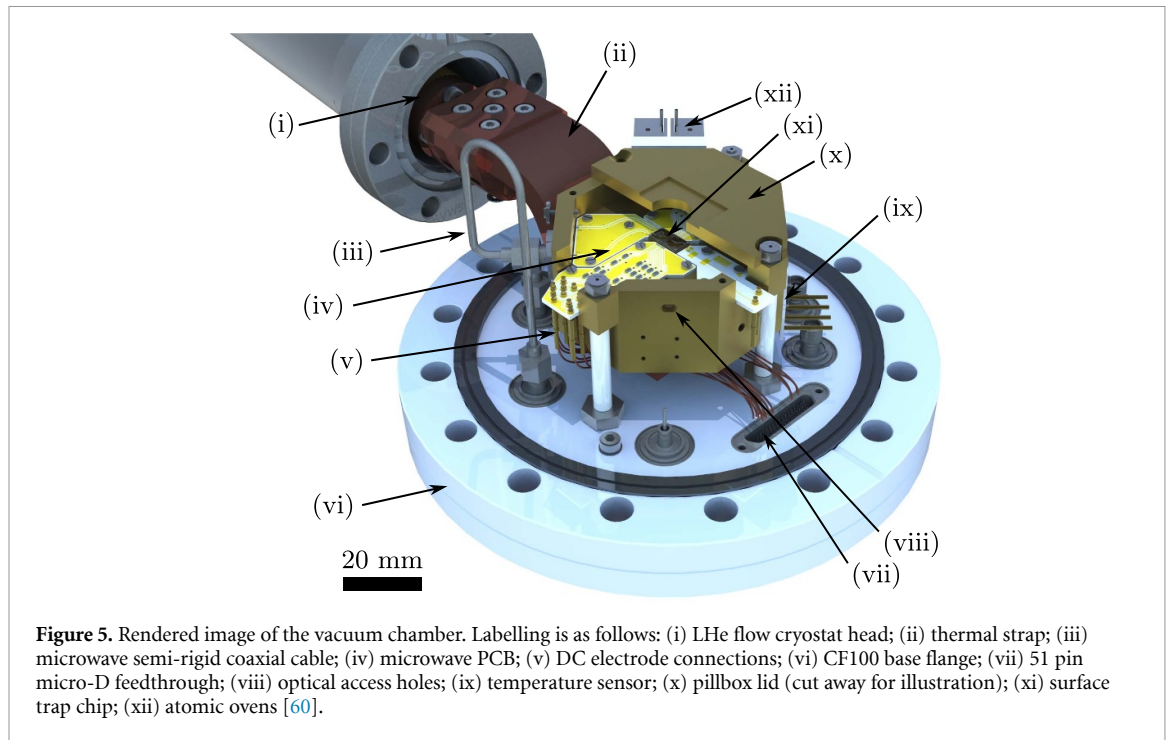 (ii)
(xii)
(i)
(xi)
(x)
(ix)
(iii)
(iv)
(v)
(vi)
(viii)
(vii)
20 mm
Figure 5. Rendered image of the vacuum chamber. Labelling is as follows: (i) LHe flow cryostat head; (ii) thermal strap; (iii)
microwave semi-rigid coaxial cable; (iv) microwave PCB; (v) DC electrode connections; (vi) CF100 base flange; (vii) 51 pin
micro-D feedthrough; (viii) optical access holes; (ix) temperature sensor; (x) pillbox lid (cut away for illustration); (xi) surface
trap chip; (xii) atomic ovens [60].